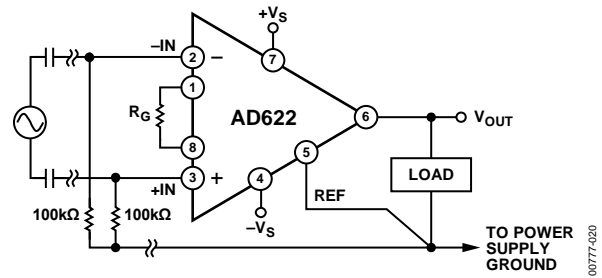 +VS
–IN
2
–
7
1
RG
AD622
6
VOUT
8
5
LOAD
3
+
4
+IN
REF
100kΩ
100kΩ
–VS
TO POWER
SUPPLY
GROUND
00777-020